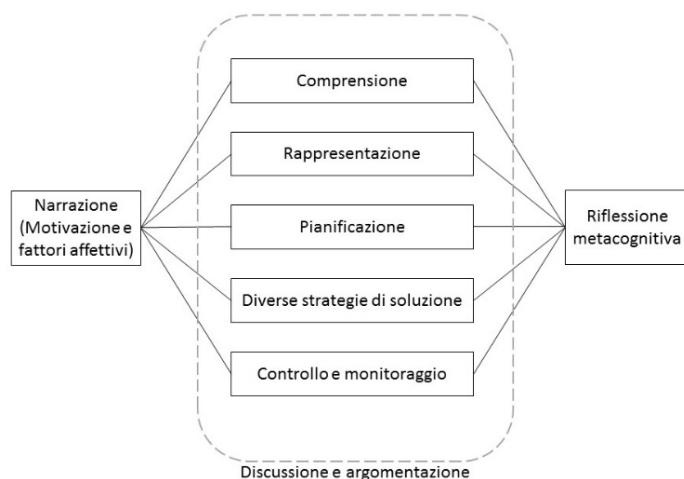 Comprensione
Rappresentazione
Narrazione
(Motivazione e
fattori affettivi)
Pianificazione
Riflessione
metacognitiva
Diverse strategie di soluzione
Controllo e monitoraggio
Discussione e argomentazione